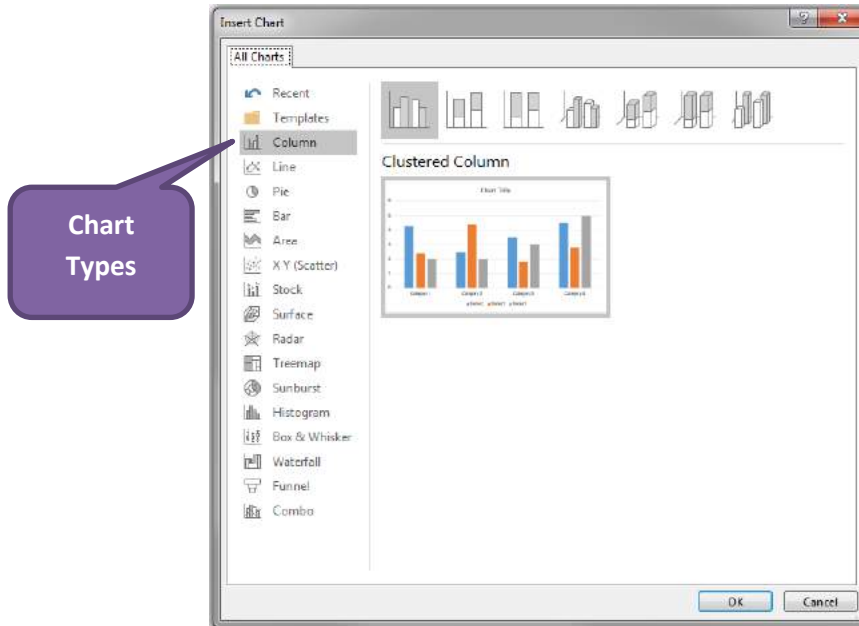 Insert Chart
All Charts
Recent
Templates
Column
Line
Pie
Bar
Area
X Y (Scatter)
Stock
Surface
Radar
Treemap
Sunburst
Histogram
Box & Whisker
Waterfall
Funnel
Combo
Chart
Types
Clustered Column
Chart Title
OK
Cancel